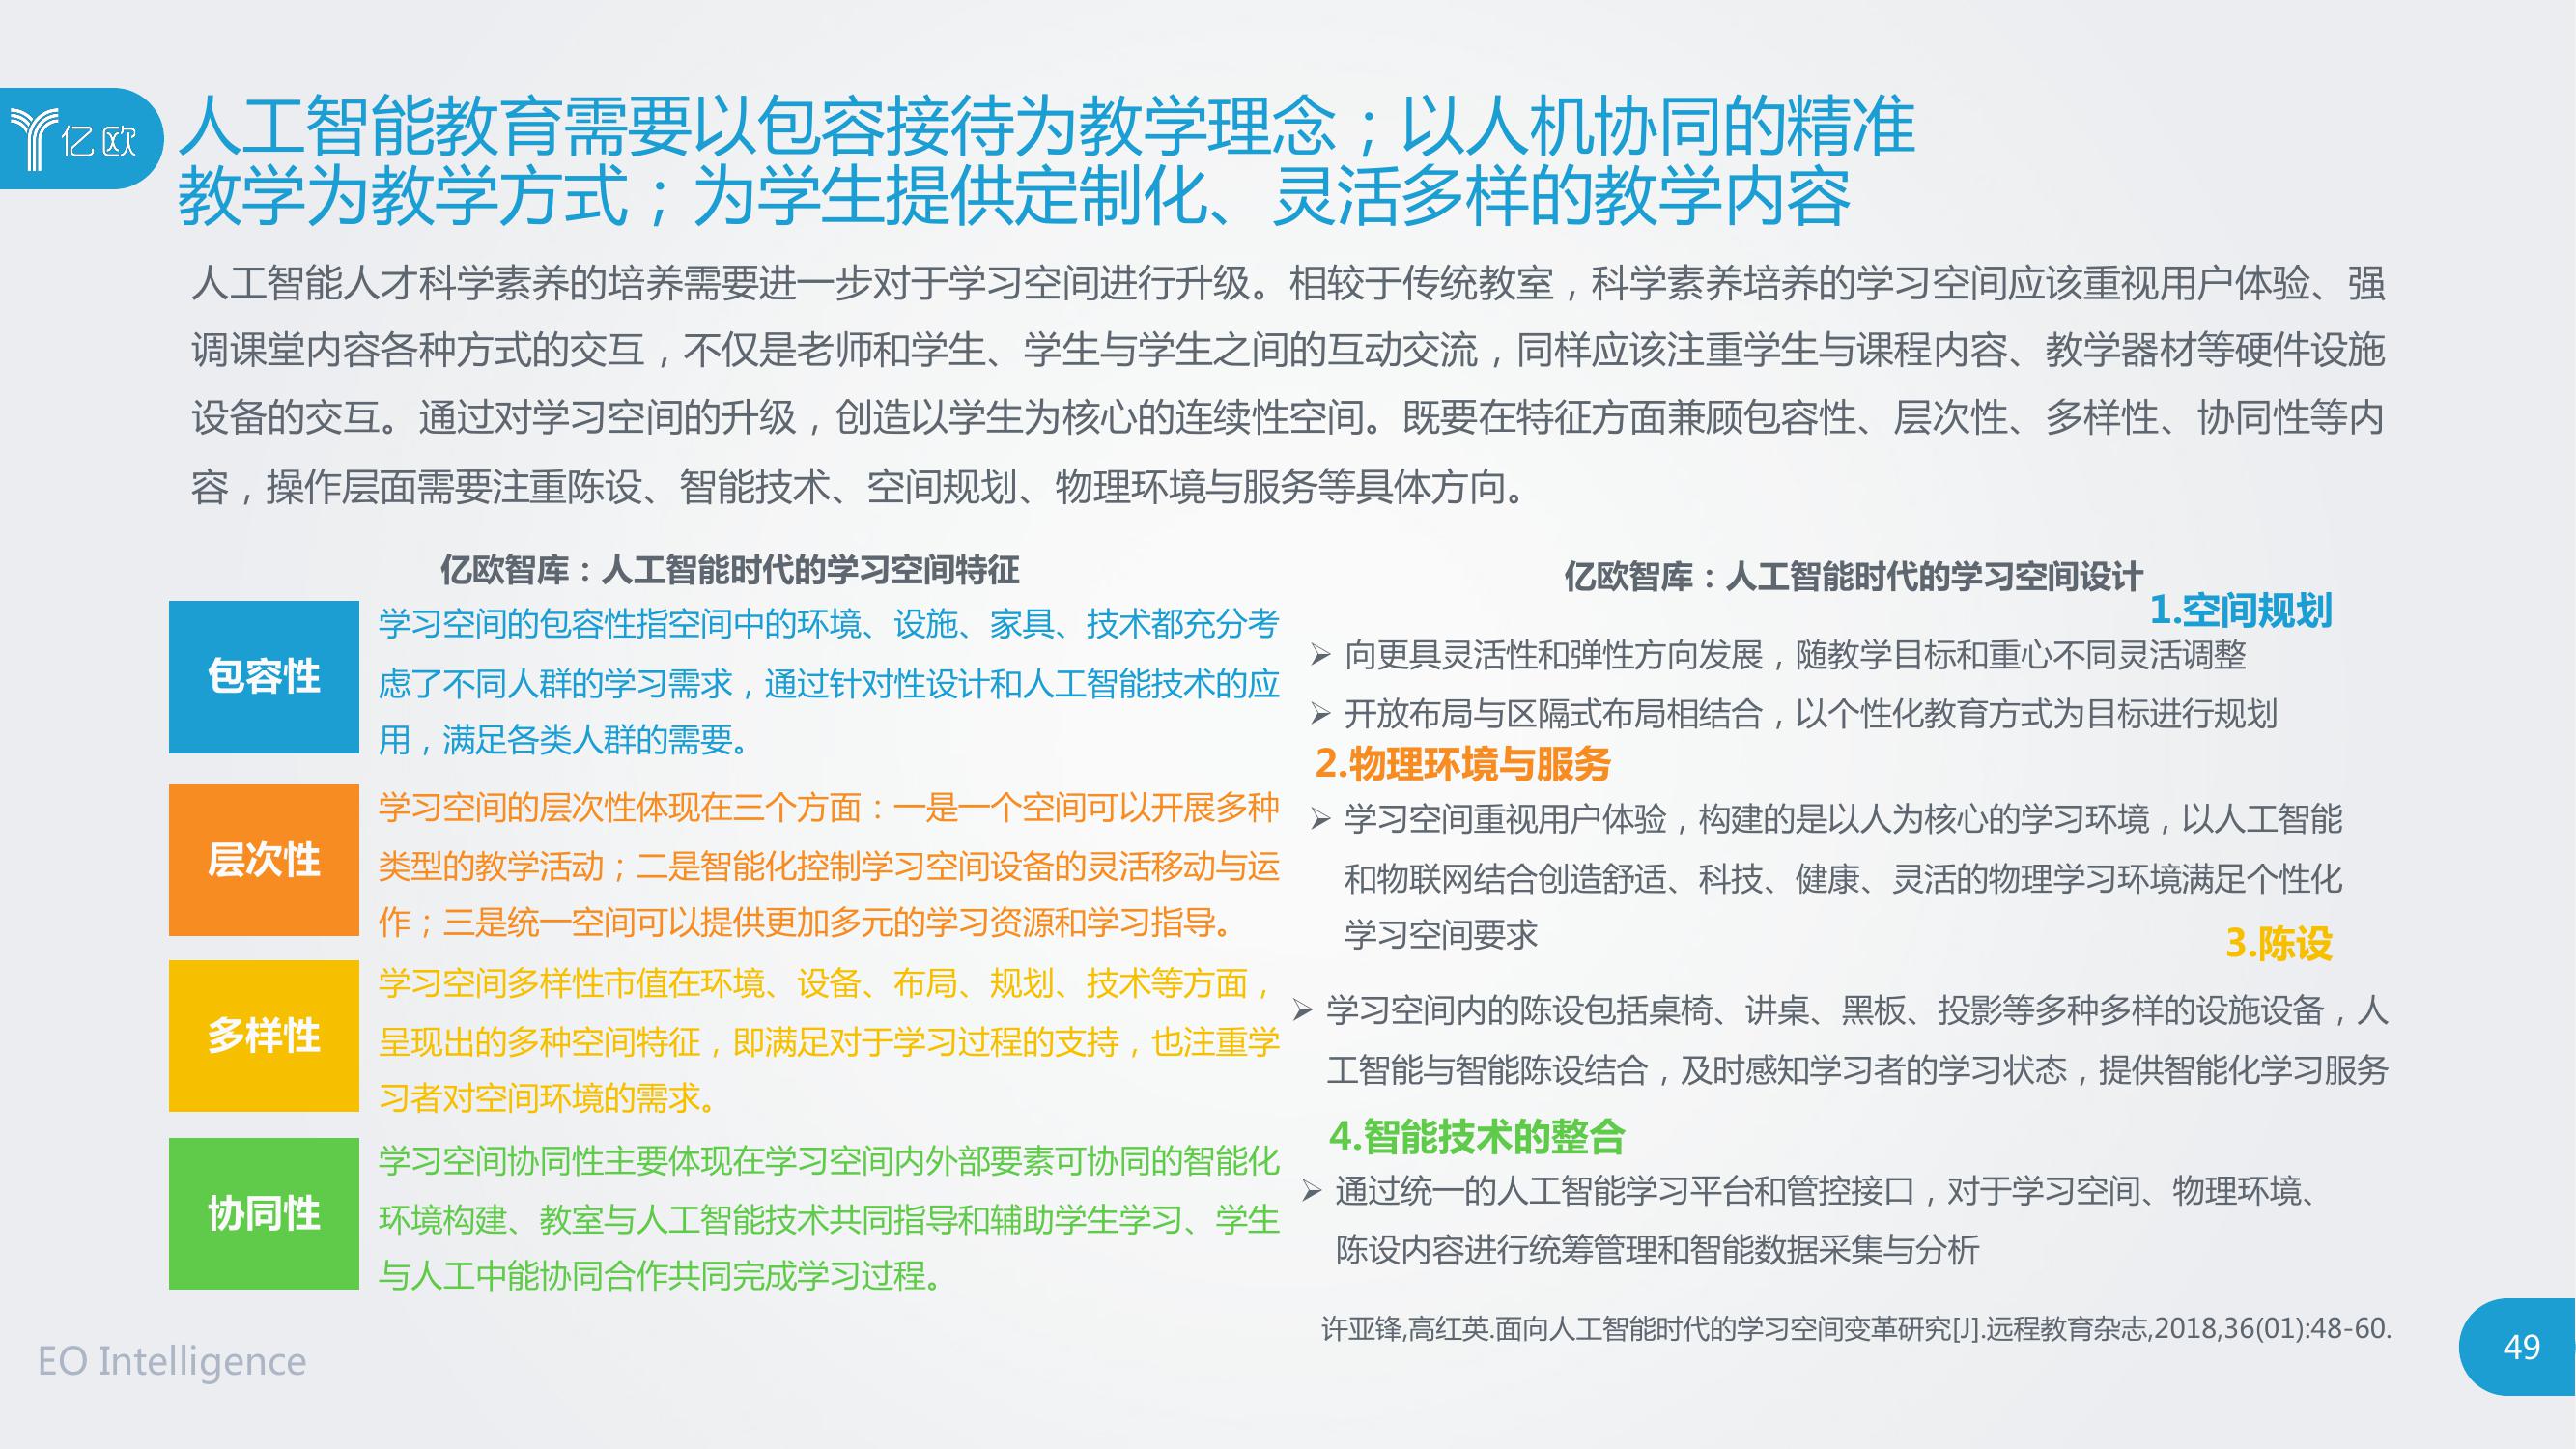 亿欧
人工智能教育需要以包容接待为教学理念；以人机协同的精准
教学为教学方式；为学生提供定制化、灵活多样的教学内容
人工智能人才科学素养的培养需要进一步对于学习空间进行升级。相较于传统教室，科学素养培养的学习空间应该重视用户体验、强
调课堂内容各种方式的交互，不仅是老师和学生、学生与学生之间的互动交流，同样应该注重学生与课程内容、教学器材等硬件设施
设备的交互。通过对学习空间的升级，创造以学生为核心的连续性空间。既要在特征方面兼顾包容性、层次性、多样性、协同性等内
容，操作层面需要注重陈设、智能技术、空间规划、物理环境与服务等具体方向。
亿欧智库：人工智能时代的学习空间特征
包容性
学习空间的包容性指空间中的环境、设施、家具、技术都充分考
虑了不同人群的学习需求，通过针对性设计和人工智能技术的应
用，满足各类人群的需要。
层次性
学习空间的层次性体现在三个方面：一是一个空间可以开展多种
类型的教学活动；二是智能化控制学习空间设备的灵活移动与运
作；三是统一空间可以提供更加多元的学习资源和学习指导。
多样性
学习空间多样性市值在环境、设备、布局、规划、技术等方面，
呈现出的多种空间特征，即满足对于学习过程的支持，也注重学
习者对空间环境的需求。
协同性
学习空间协同性主要体现在学习空间内外部要素可协同的智能化
环境构建、教室与人工智能技术共同指导和辅助学生学习、学生
与人工中能协同合作共同完成学习过程。
亿欧智库：人工智能时代的学习空间设计
1.空间规划
➢ 向更具灵活性和弹性方向发展，随教学目标和重心不同灵活调整
➢ 开放布局与区隔式布局相结合，以个性化教育方式为目标进行规划
2.物理环境与服务
➢ 学习空间重视用户体验，构建的是以人为核心的学习环境，以人工智能
和物联网结合创造舒适、科技、健康、灵活的物理学习环境满足个性化
学习空间要求
3.陈设
➢ 学习空间内的陈设包括桌椅、讲桌、黑板、投影等多种多样的设施设备，人
工智能与智能陈设结合，及时感知学习者的学习状态，提供智能化学习服务
4.智能技术的整合
➢ 通过统一的人工智能学习平台和管控接口，对于学习空间、物理环境、
陈设内容进行统筹管理和智能数据采集与分析
许亚锋,高红英.面向人工智能时代的学习空间变革研究[J].远程教育杂志,2018,36(01):48-60.
EO Intelligence
49